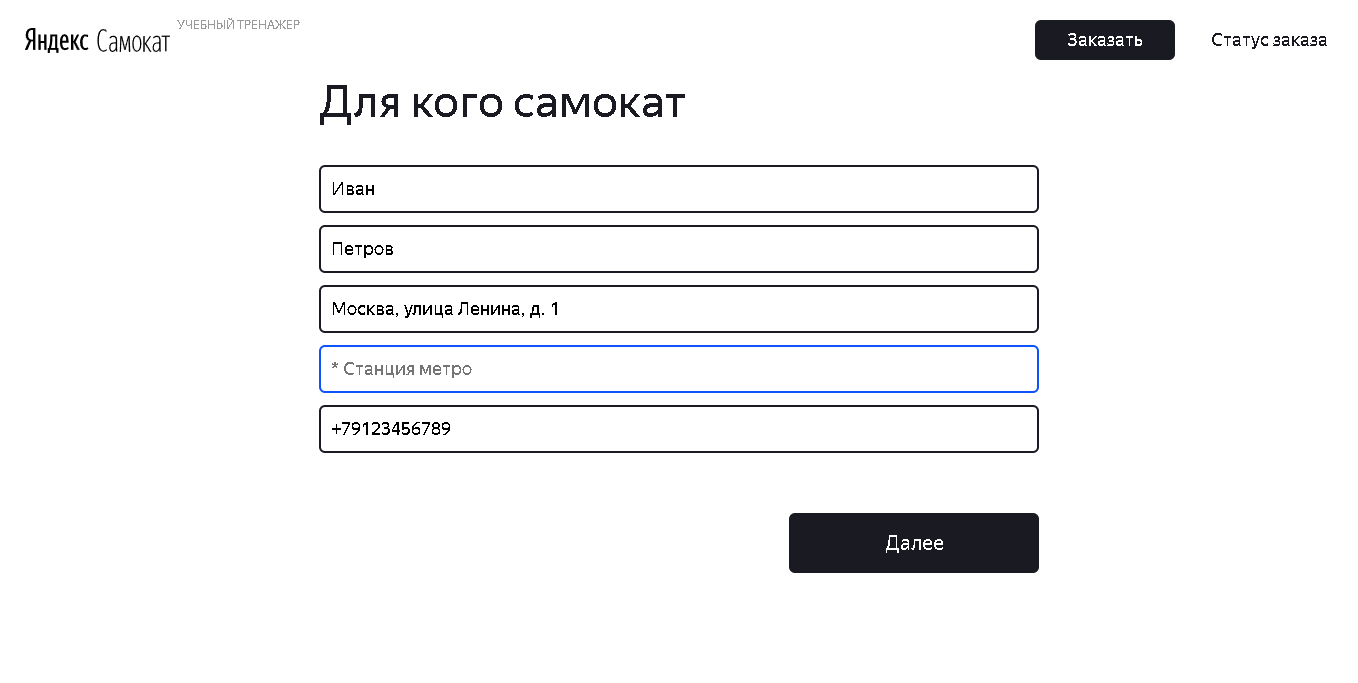 Яндекс Самокат
УЧЕБНЫЙ ТРЕНАЖЕР
Заказать
Статус заказа
Для кого самокат
Иван
Петров
Москва, улица Ленина, д. 1
* Станция метро
+79123456789
Далее